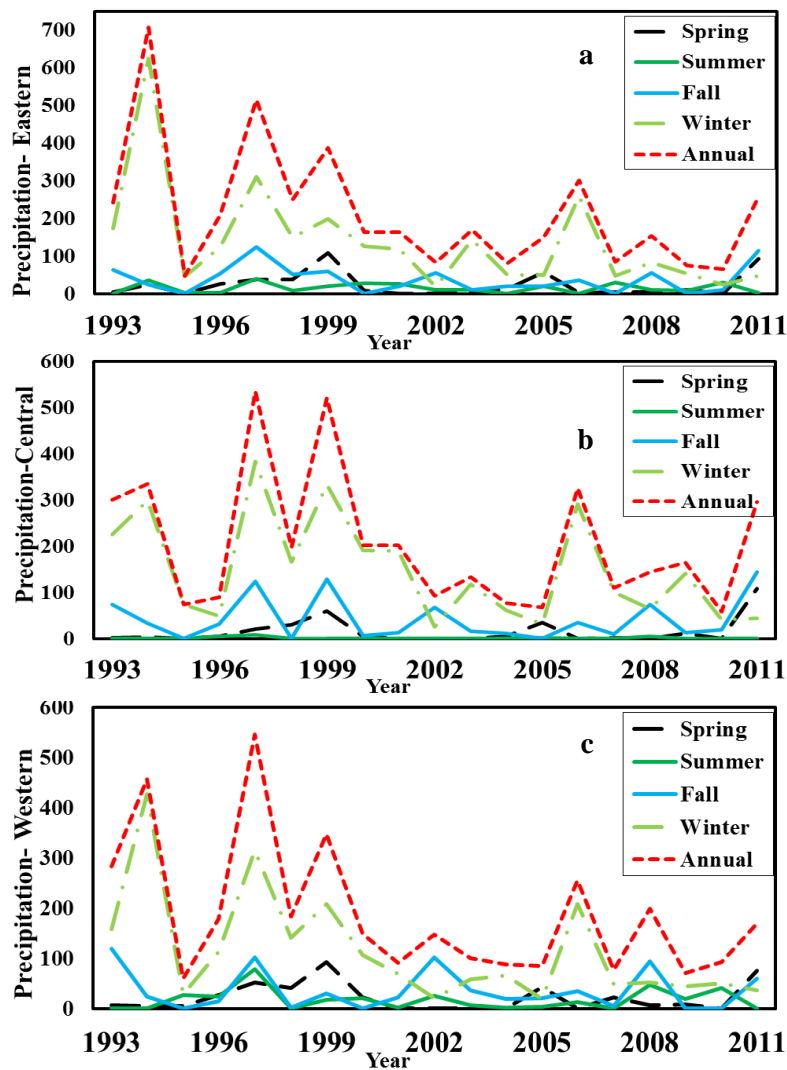 Precipitation- Eastern
700
600
500
400
300
200
100
0
a
Spring
Summer
Fall
Winter
Annual
1993 1996 1999 2002 2005 2008 2011
Year
Precipitation-Central
600
500
400
300
200
100
0
b
Spring
Summer
Fall
Winter
Annual
1993 1996 1999 2002 2005 2008 2011
Year
Precipitation- Western
600
500
400
300
200
100
0
c
Spring
Summer
Fall
Winter
Annual
1993 1996 1999 2002 2005 2008 2011
Year